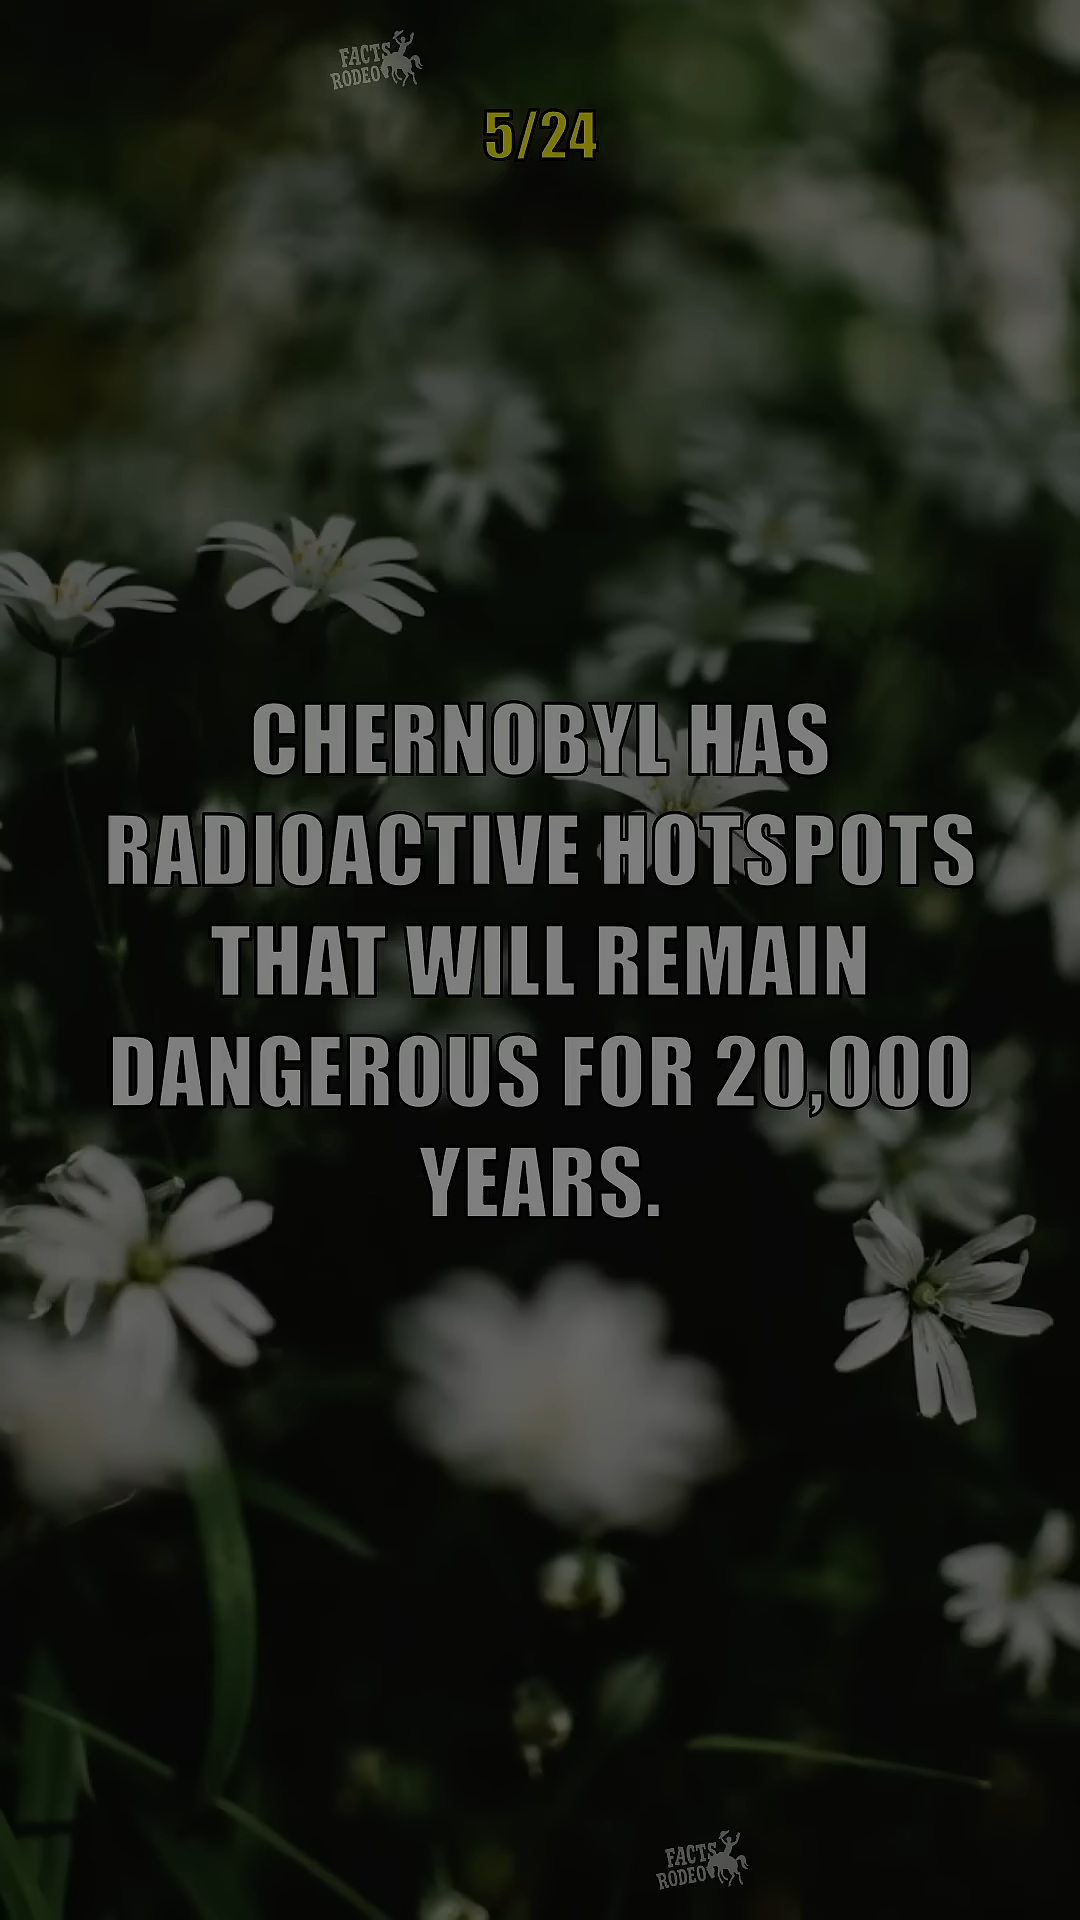 FACTS
RODEO
5/24
CHERNOBYL HAS
RADIOACTIVE HOTSPOTS
THAT WILL REMAIN
DANGEROUS FOR 20,000
YEARS.
FACTS
RODEO